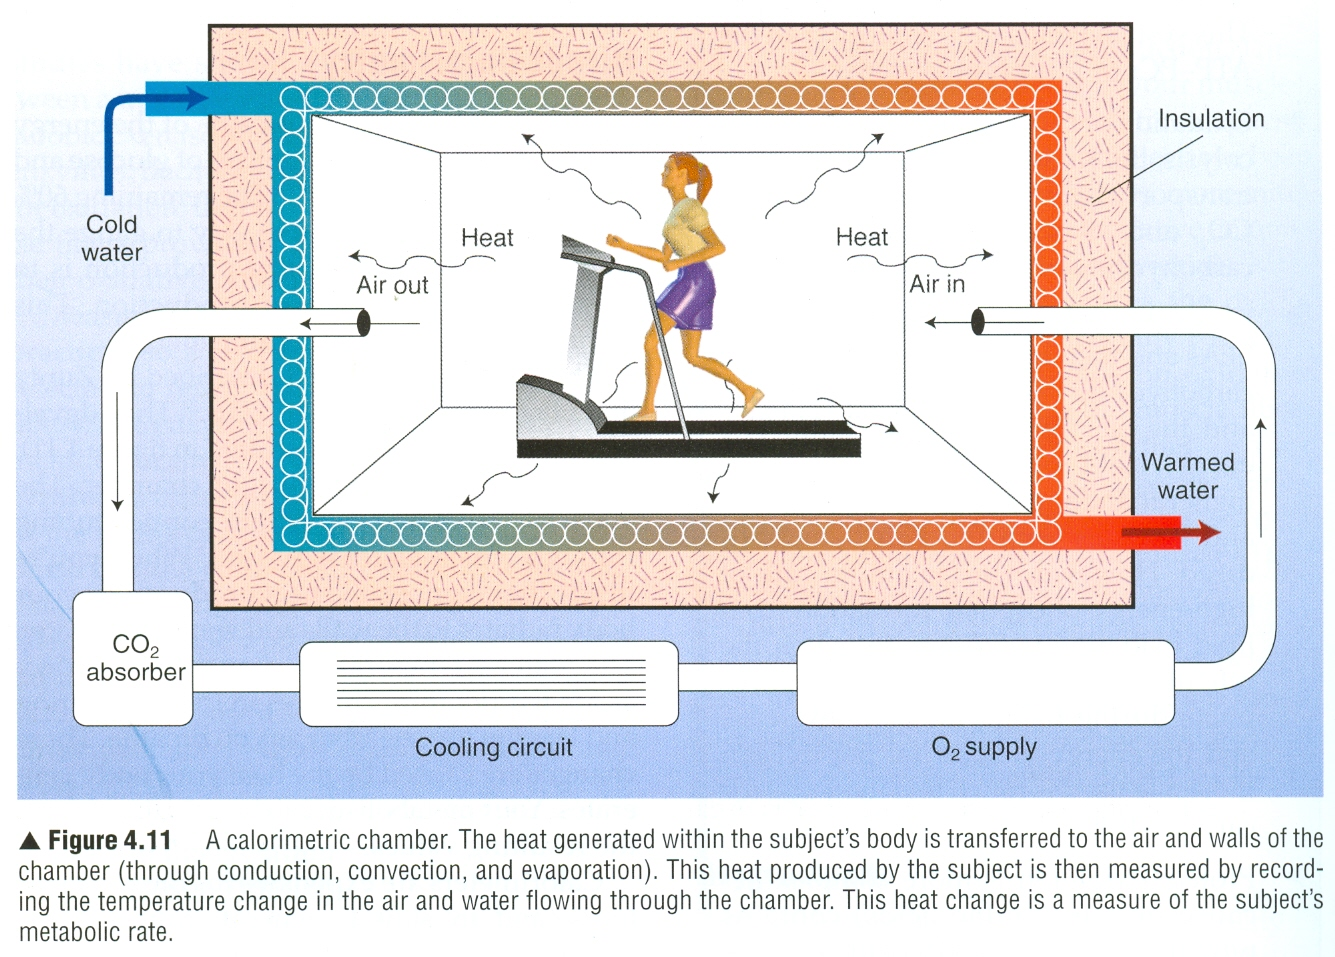 Insulation
Cold
water
Heat
Heat
Air out
Air in
Warmed
water
CO₂
absorber
Cooling circuit
O₂ supply
▲ Figure 4.11 A calorimetric chamber. The heat generated within the subject's body is transferred to the air and walls of the
chamber (through conduction, convection, and evaporation). This heat produced by the subject is then measured by record-
ing the temperature change in the air and water flowing through the chamber. This heat change is a measure of the subject's
metabolic rate.